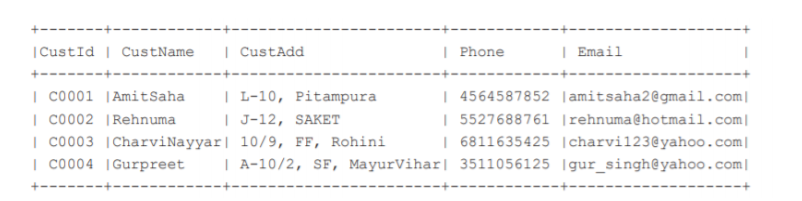 +-------+------------+-----------------------+------------+-------------------+
|CustId | CustName | CustAdd | Phone | Email |
+-------+------------+-----------------------+------------+-------------------+
| C0001 |AmitSaha | L-10, Pitampura | 4564587852 |amitsaha2@gmail.com|
| C0002 |Rehnuma | J-12, SAKET | 5527688761 |rehnuma@hotmail.com|
| C0003 |CharviNayyar| 10/9, FF, Rohini | 6811635425 |charvi123@yahoo.com|
| C0004 |Gurpreet | A-10/2, SF, MayurVihar| 3511056125 |gur_singh@yahoo.com|
+-------+------------+-----------------------+------------+-------------------+